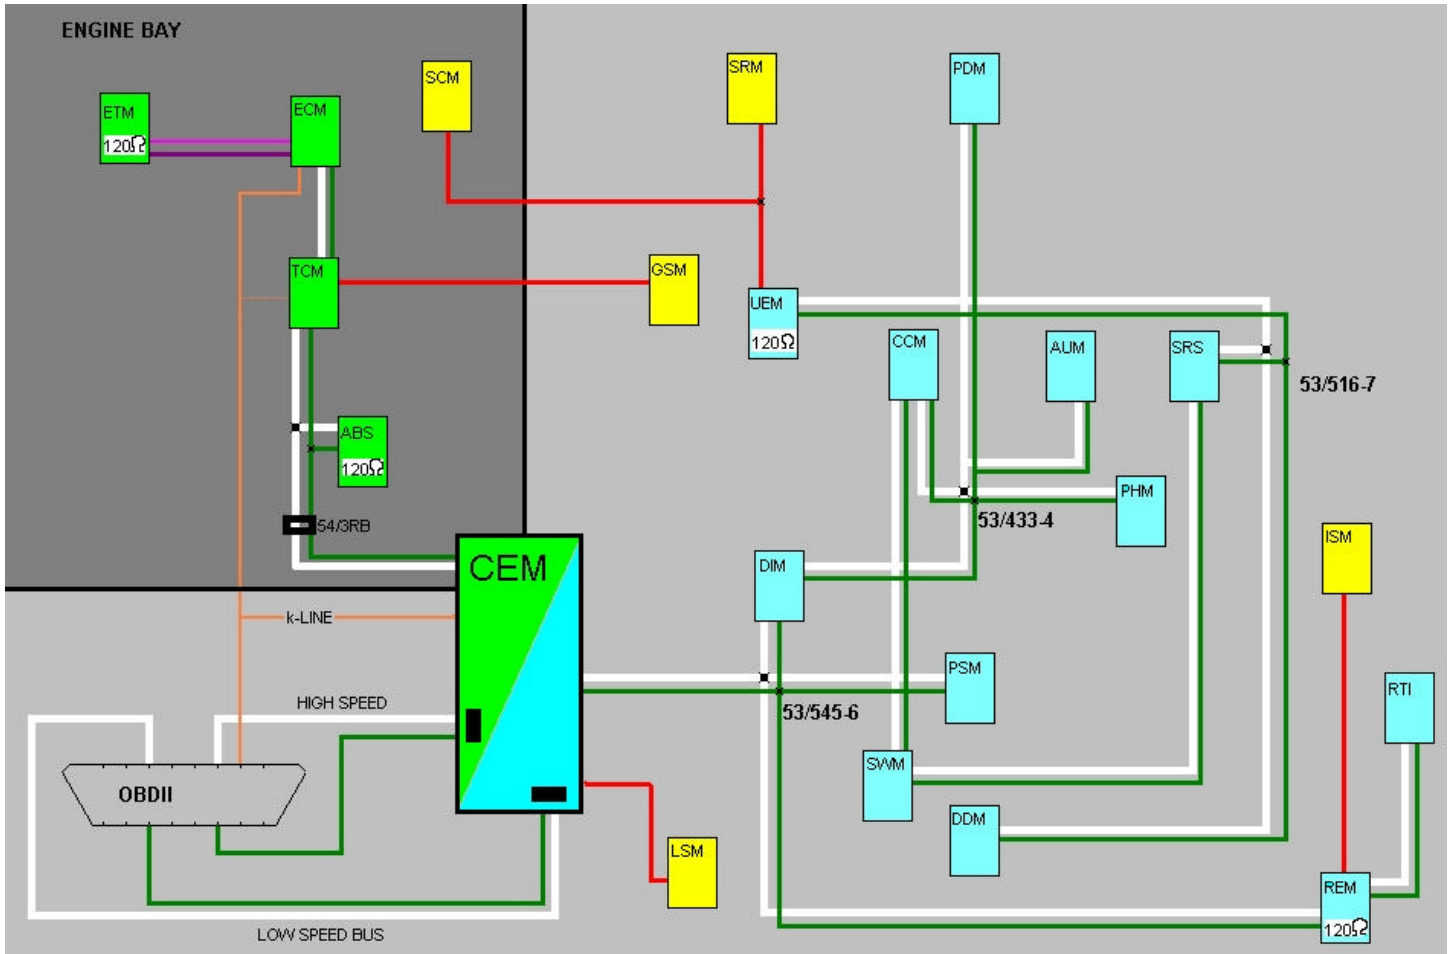 ENGINE BAY
ETM
120Ω
ECM
SCM
SRM
PDM
TCM
GSM
UEM
120Ω
CCM
AUM
SRS
53/516-7
ABS
120Ω
54/3RB
PHM
53/433-4
CEM
DIM
ISM
k-LINE
PSM
53/545-6
RTI
HIGH SPEED
OBDII
SWM
DDM
LSM
REM
120Ω
LOW SPEED BUS